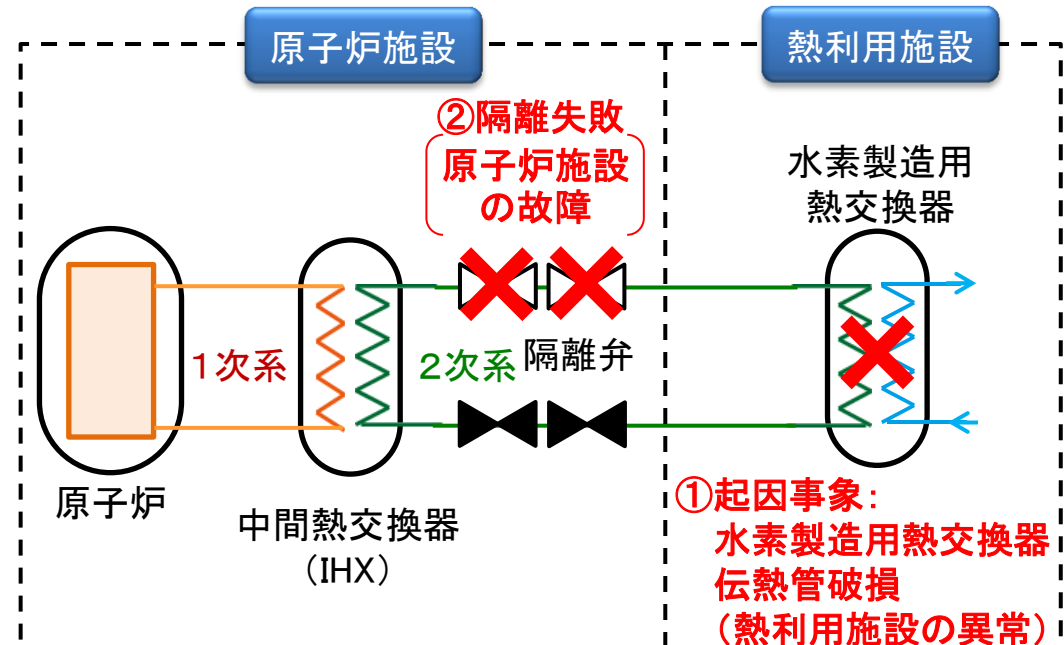 原子炉施設
熱利用施設
②隔離失敗
原子炉施設
の故障
水素製造用
熱交換器
1次系
2次系
隔離弁
原子炉
中間熱交換器
（IHX）
①起因事象：
水素製造用熱交換器
伝熱管破損
（熱利用施設の異常）